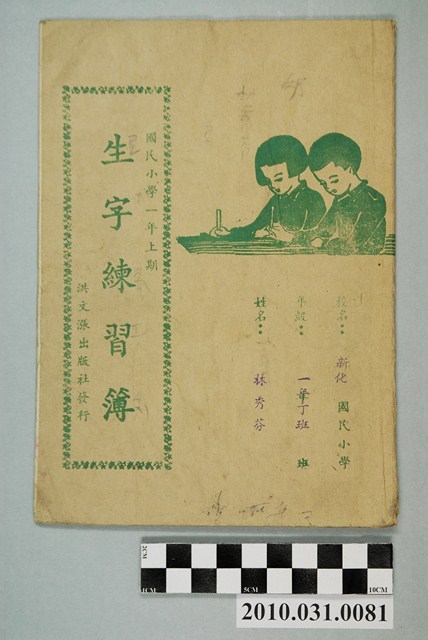 國民小學一年上期
生字練習簿
洪文漲出版社發行
校名：新化國民小學
年級：一年丁班 班
姓名：林秀芬
2CM
1CM
5CM
10CM
2010.031.0081